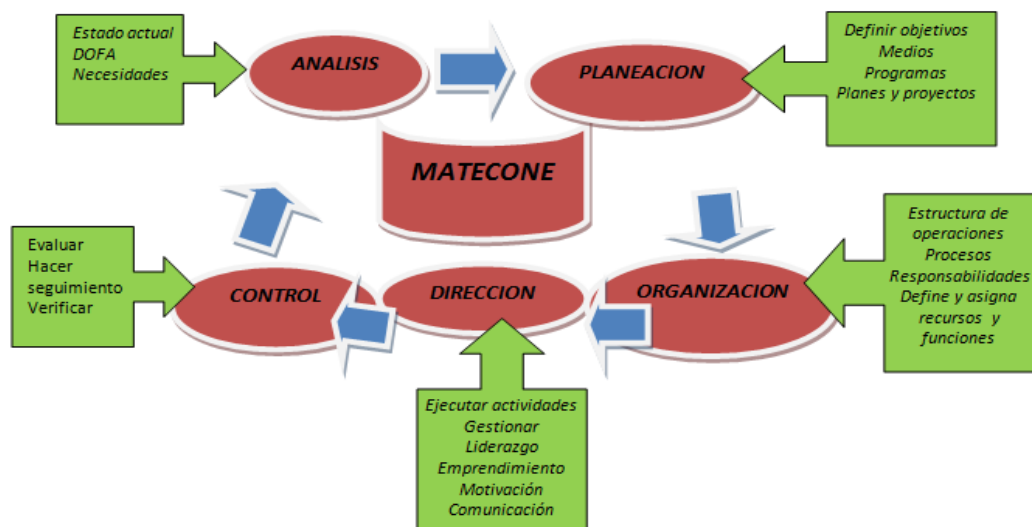 Estado actual
DOFA
Necesidades
ANALISIS
PLANEACION
Definir objetivos
Medios
Programas
Planes y proyectos
MATECONE
Evaluar
Hacer
seguimiento
Verificar
CONTROL
DIRECCION
ORGANIZACION
Estructura de
operaciones
Procesos
Responsabilidades
Define y asigna
recursos y
funciones
Ejecutar actividades
Gestionar
Liderazgo
Emprendimiento
Motivación
Comunicación